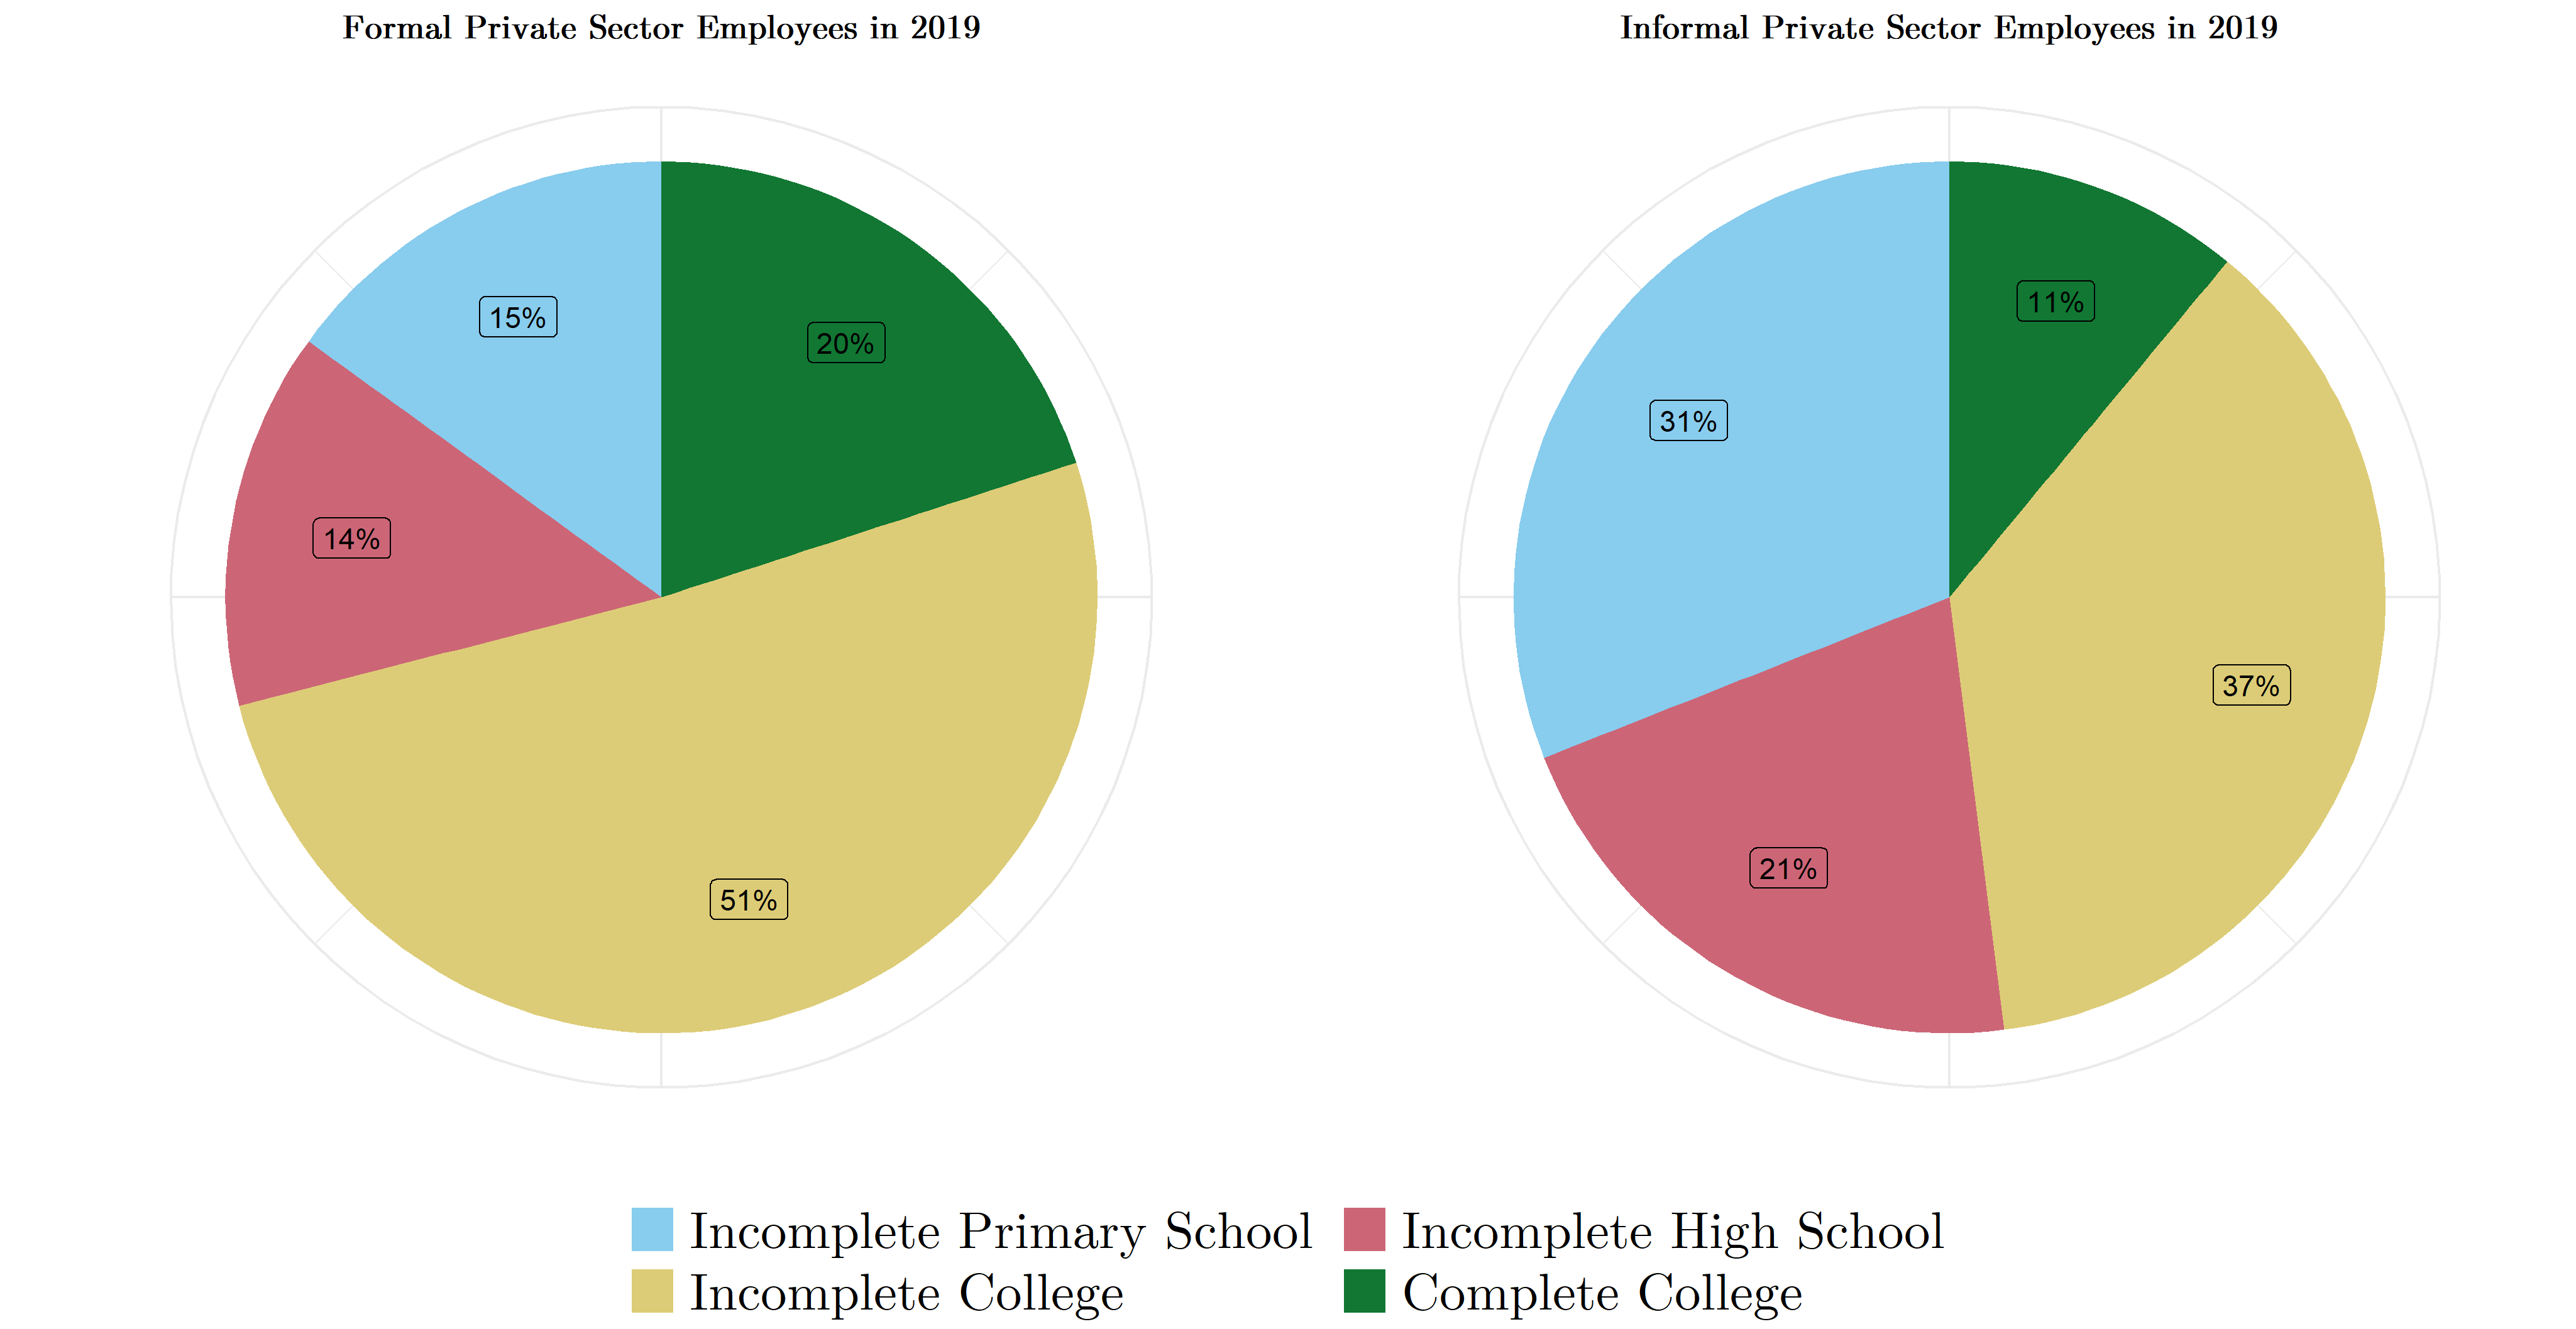 Formal Private Sector Employees in 2019
15%
20%
14%
51%
Informal Private Sector Employees in 2019
11%
31%
37%
21%
Incomplete Primary School
Incomplete High School
Incomplete College
Complete College